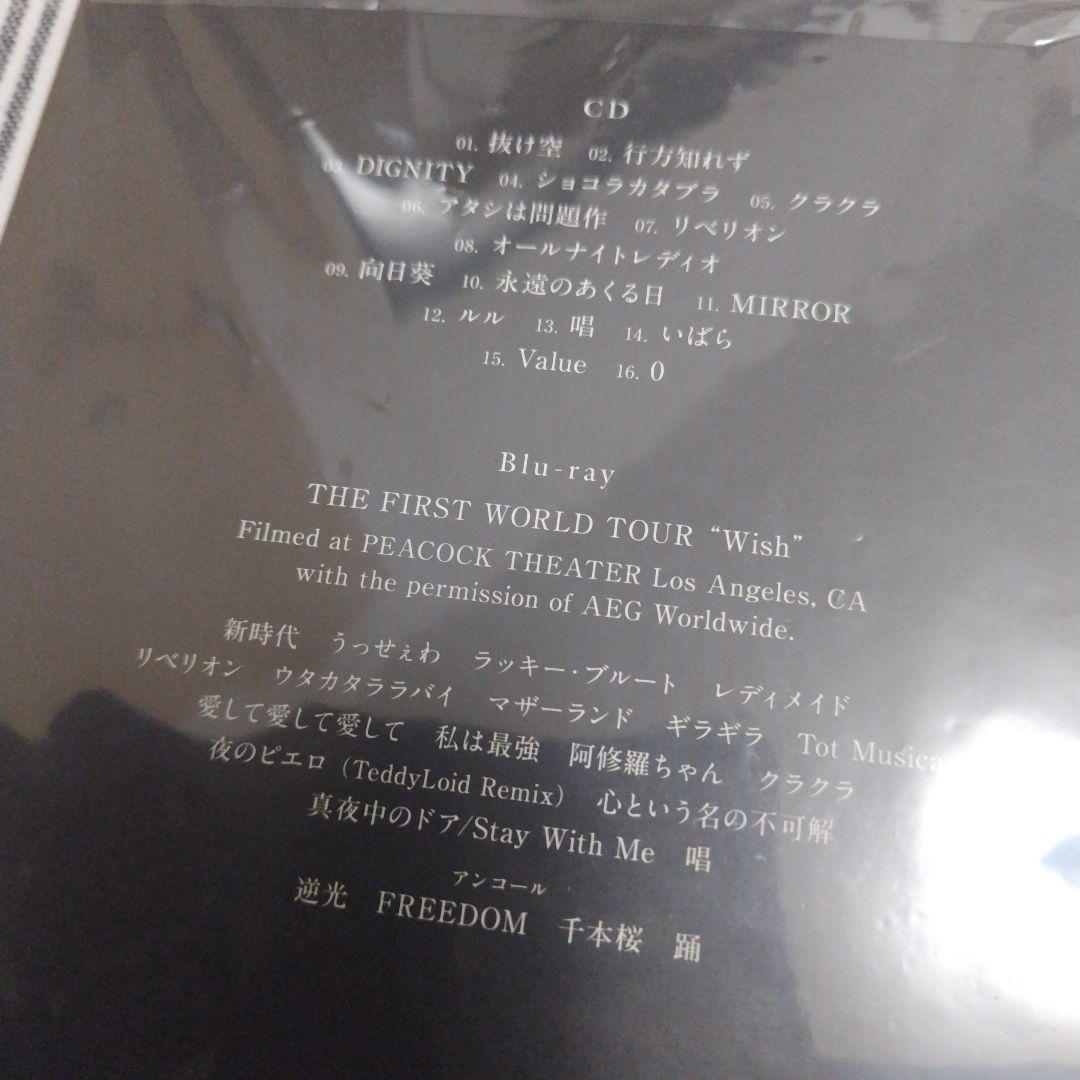 CD
01. 抜け空 02. 行方知れず
03. DIGNITY 04. ショコラカタブラ 05. クラクラ
06. アタシは問題作 07. リベリオン
08. オールナイトレディオ
09. 向日葵 10. 永遠のあくる日 11. MIRROR
12. ルル 13. 唱 14. いばら
15. Value 16. 0
Blu-ray
THE FIRST WORLD TOUR “Wish”
Filmed at PEACOCK THEATER Los Angeles, CA
with the permission of AEG Worldwide.
新時代 うっせぇわ ラッキー・ブルート レディメイド
リベリオン ウタカタララバイ マザーランド ギラギラ Tot Musica
愛して愛して愛して 私は最強 阿修羅ちゃん クラクラ
夜のピエロ (TeddyLoid Remix) 心という名の不可解
真夜中のドア/Stay With Me 唱
アンコール
逆光 FREEDOM 千本桜 踊